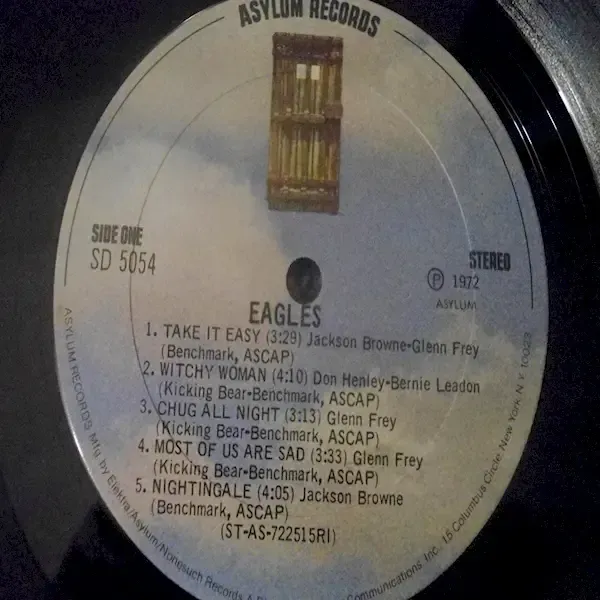 ASYLUM RECORDS
SIDE ONE
SD 5054
STEREO
Ⓟ 1972
ASYLUM
EAGLES
1. TAKE IT EASY (3:29) Jackson Browne-Glenn Frey
(Benchmark, ASCAP)
2. WITCHY WOMAN (4:10) Don Henley-Bernie Leadon
(Kicking Bear-Benchmark, ASCAP)
3. CHUG ALL NIGHT (3:13) Glenn Frey
(Kicking Bear-Benchmark, ASCAP)
4. MOST OF US ARE SAD (3:33) Glenn Frey
(Kicking Bear-Benchmark, ASCAP)
5. NIGHTINGALE (4:05) Jackson Browne
(Benchmark, ASCAP)
(ST-AS-722515RI)
ASYLUM RECORDS Mfg by Elektra/Asylum/Nonesuch Records A Communications Inc. 15 Columbus Circle, New York N.Y. 10023